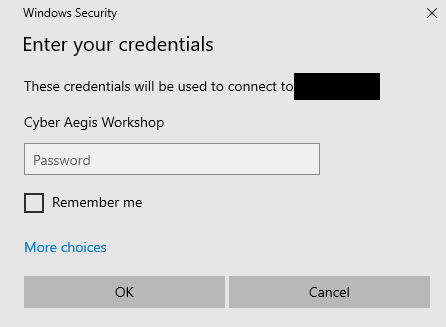 Windows Security
Enter your credentials
These credentials will be used to connect to
Cyber Aegis Workshop
Password
Remember me
More choices
OK
Cancel